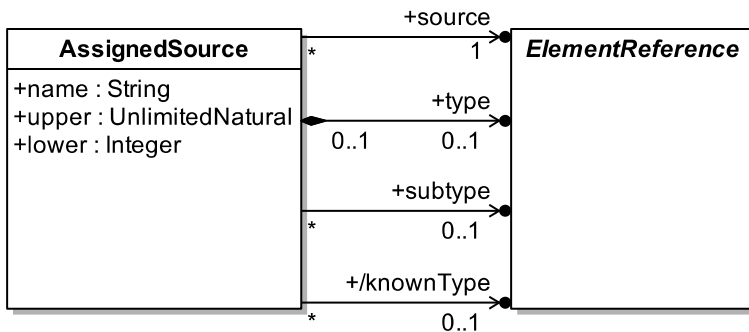 AssignedSource
+name : String
+upper : UnlimitedNatural
+lower : Integer
+source
* 1
+type
0..1 0..1
+subtype
* 0..1
+/knownType
* 0..1
ElementReference